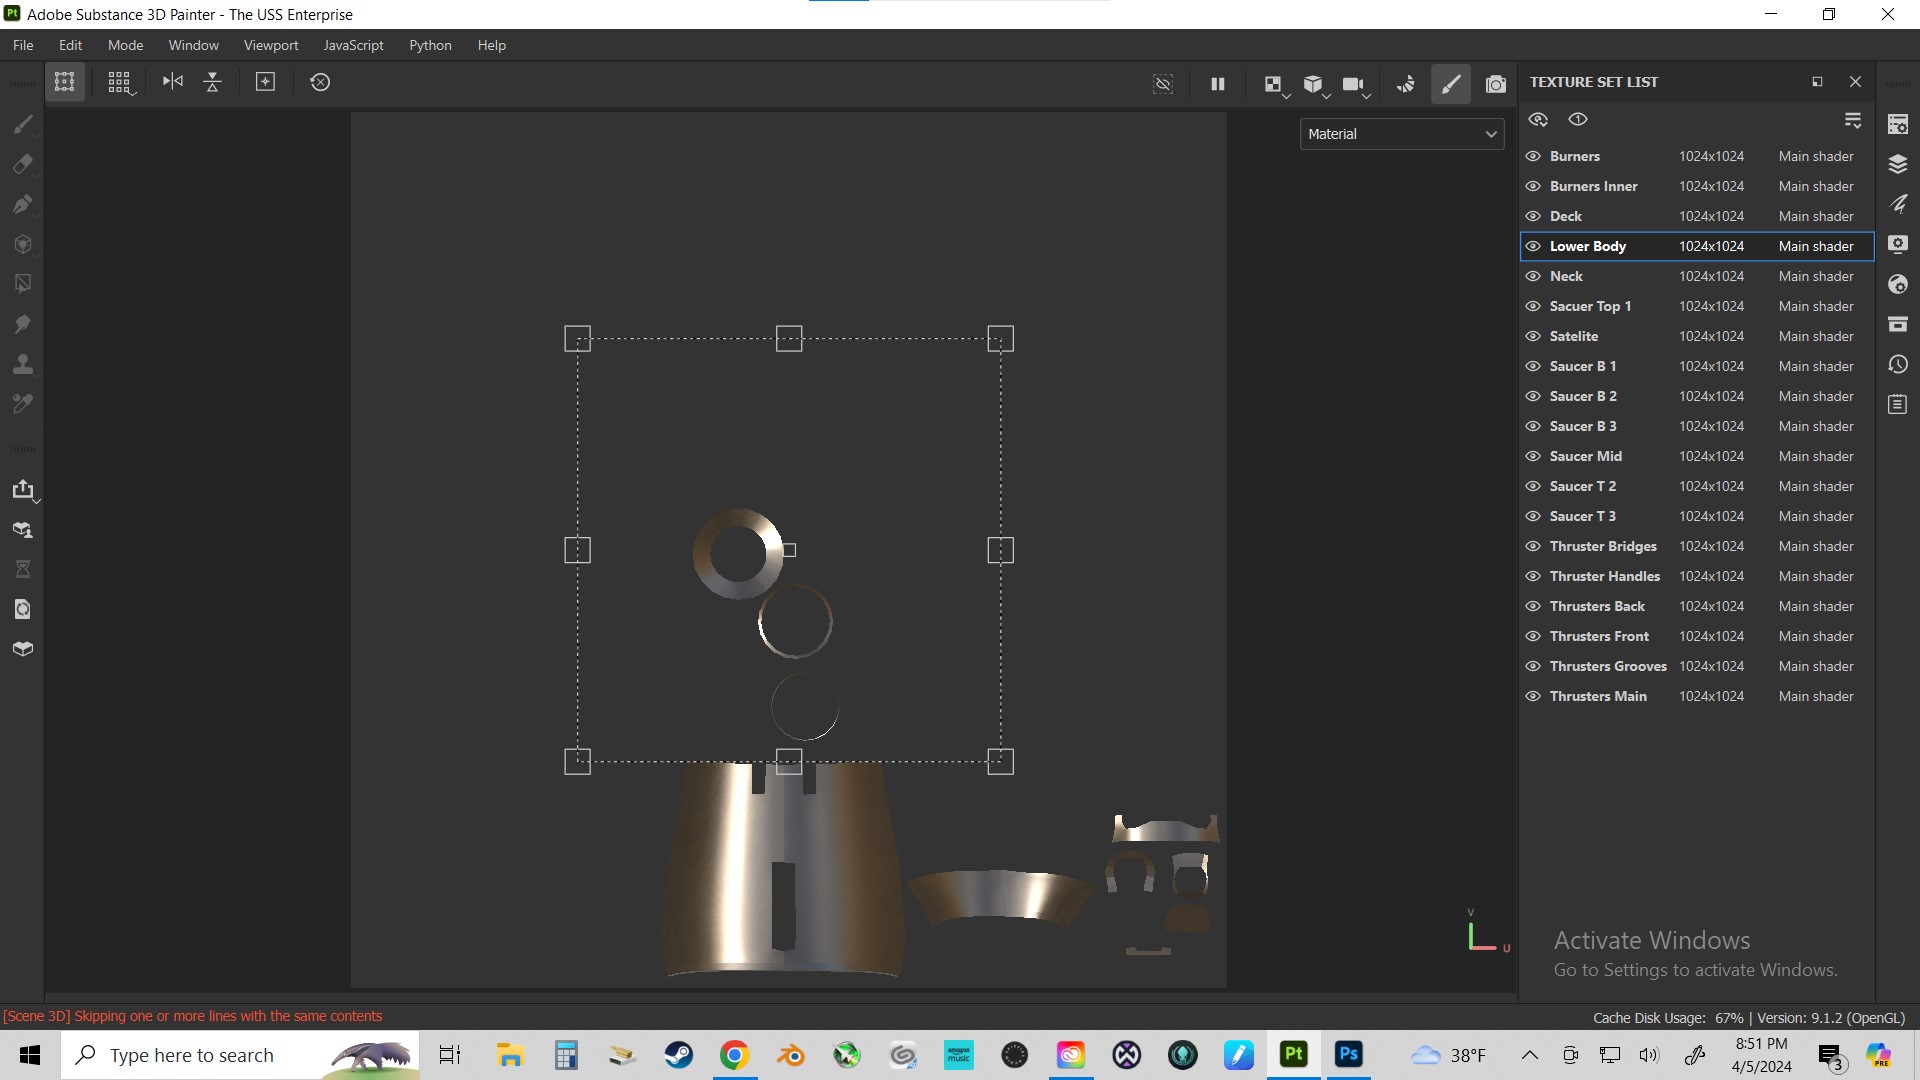 Pt Adobe Substance 3D Painter - The USS Enterprise
File Edit Mode Window Viewport JavaScript Python Help
TEXTURE SET LIST
Material
Burners 1024x1024 Main shader
Burners Inner 1024x1024 Main shader
Deck 1024x1024 Main shader
Lower Body 1024x1024 Main shader
Neck 1024x1024 Main shader
Sacuer Top 1 1024x1024 Main shader
Satelite 1024x1024 Main shader
Saucer B 1 1024x1024 Main shader
Saucer B 2 1024x1024 Main shader
Saucer B 3 1024x1024 Main shader
Saucer Mid 1024x1024 Main shader
Saucer T 2 1024x1024 Main shader
Saucer T 3 1024x1024 Main shader
Thruster Bridges 1024x1024 Main shader
Thruster Handles 1024x1024 Main shader
Thrusters Back 1024x1024 Main shader
Thrusters Front 1024x1024 Main shader
Thrusters Grooves 1024x1024 Main shader
Thrusters Main 1024x1024 Main shader
V
U
Activate Windows
Go to Settings to activate Windows.
[Scene 3D] Skipping one or more lines with the same contents
Cache Disk Usage: 67% | Version: 9.1.2 (OpenGL)
Type here to search
amazon music
Pt
Ps
38°F
8:51 PM
4/5/2024
3
PRE